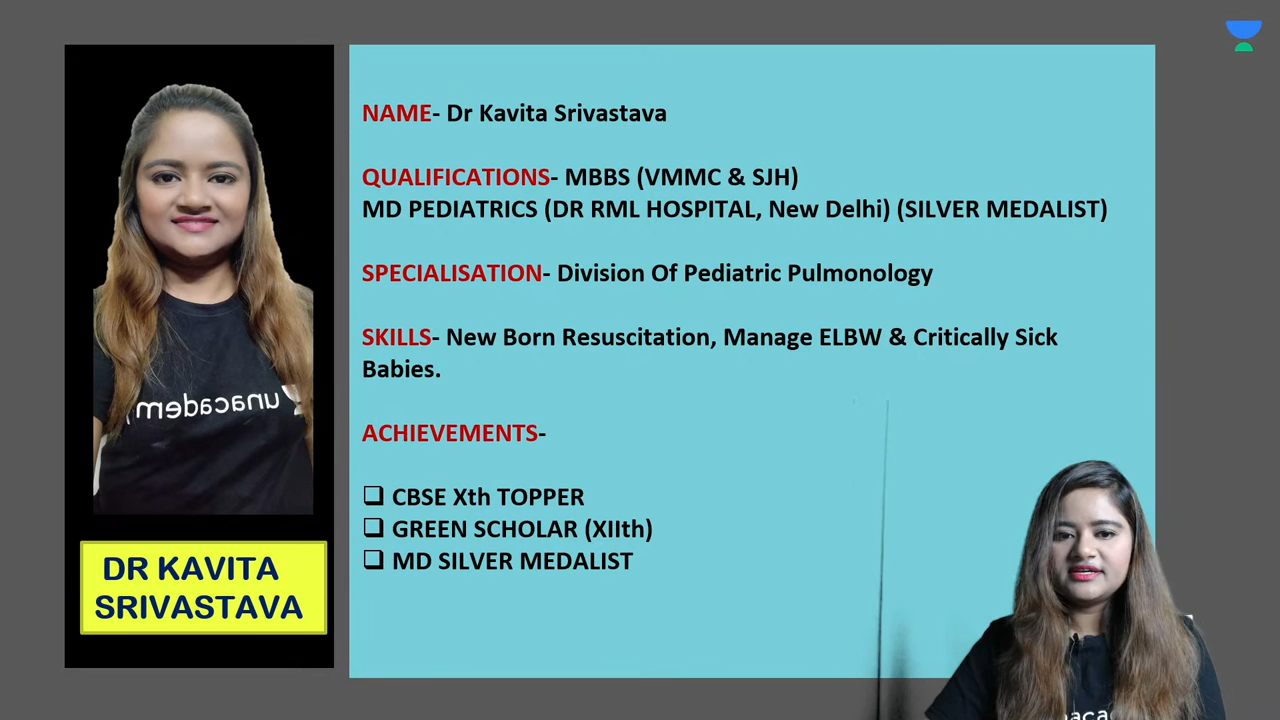 NAME- Dr Kavita Srivastava
QUALIFICATIONS- MBBS (VMMC & SJH)
MD PEDIATRICS (DR RML HOSPITAL, New Delhi) (SILVER MEDALIST)
SPECIALISATION- Division Of Pediatric Pulmonology
SKILLS- New Born Resuscitation, Manage ELBW & Critically Sick
Babies.
ACHIEVEMENTS-
❑ CBSE Xth TOPPER
❑ GREEN SCHOLAR (XIIth)
❑ MD SILVER MEDALIST
unacadem
DR KAVITA
SRIVASTAVA